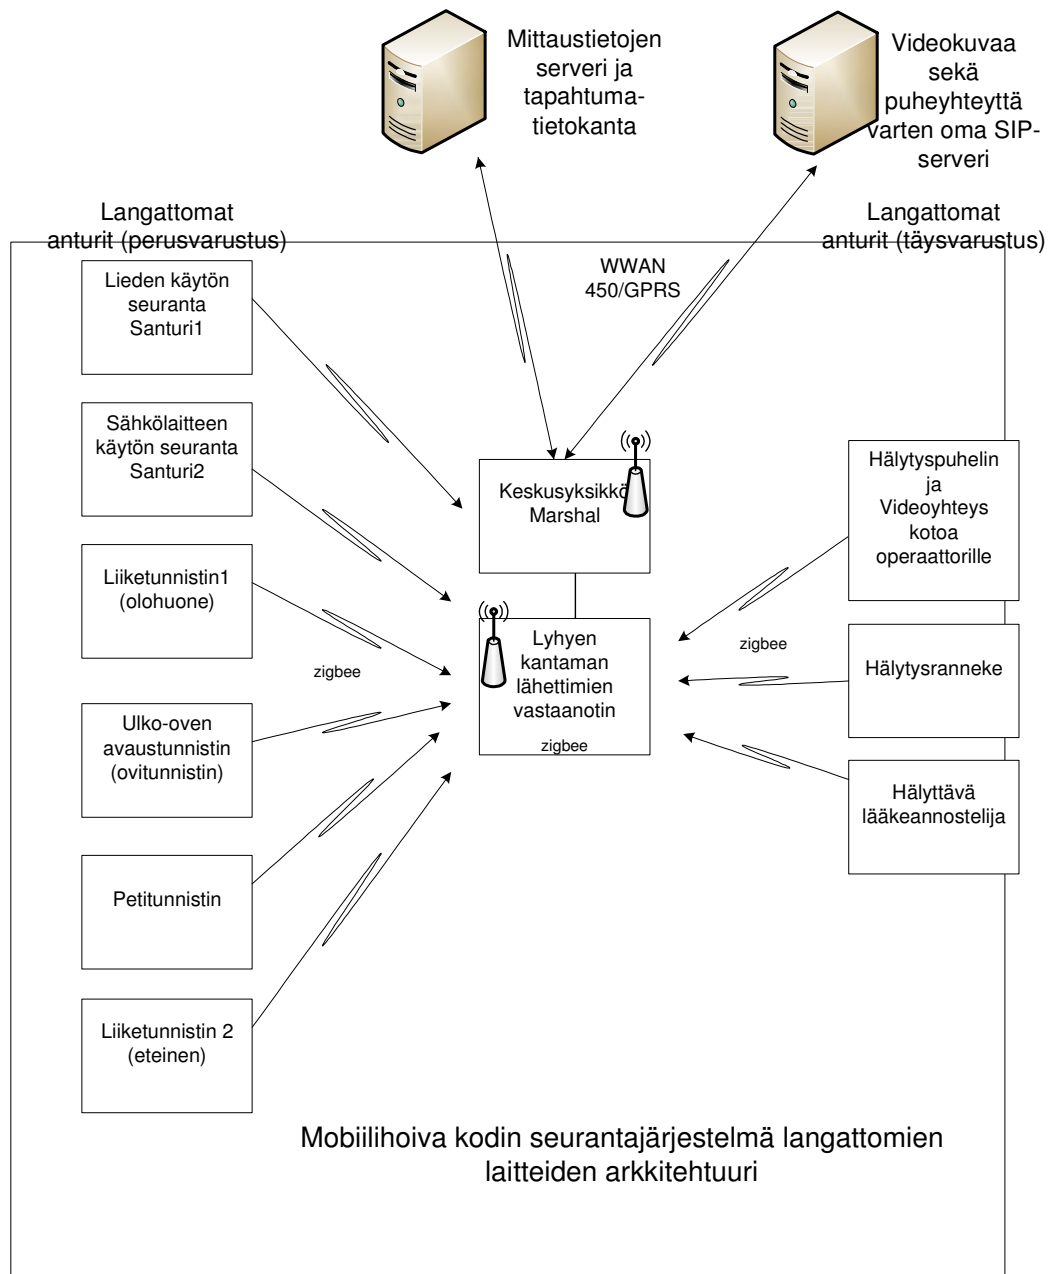 Mittaustietojen
serveri ja
tapahtuma-
tietokanta
Videokuvaa
sekä
puheyhteyttä
varten oma SIP-
serveri
Langattomat
anturit (perusvarustus)
Langattomat
anturit (täysvarustus)
WWAN
450/GPRS
Lieden käytön
seuranta
Santuri1
Sähkölaitteen
käytön seuranta
Santuri2
Liiketunnistin1
(olohuone)
zigbee
Ulko-oven
avaustunnistin
(ovitunnistin)
Petitunnistin
Liiketunnistin 2
(eteinen)
Keskusyksikkö
Marshal
Lyhyen
kantaman
lähettimien
vastaanotin
zigbee
Hälytyspuhelin
ja
Videoyhteys
kotoa
operaattorille
zigbee
Hälytysranneke
Hälyttävä
lääkeannostelija
Mobiilihoiva kodin seurantajärjestelmä langattomien
laitteiden arkkitehtuuri